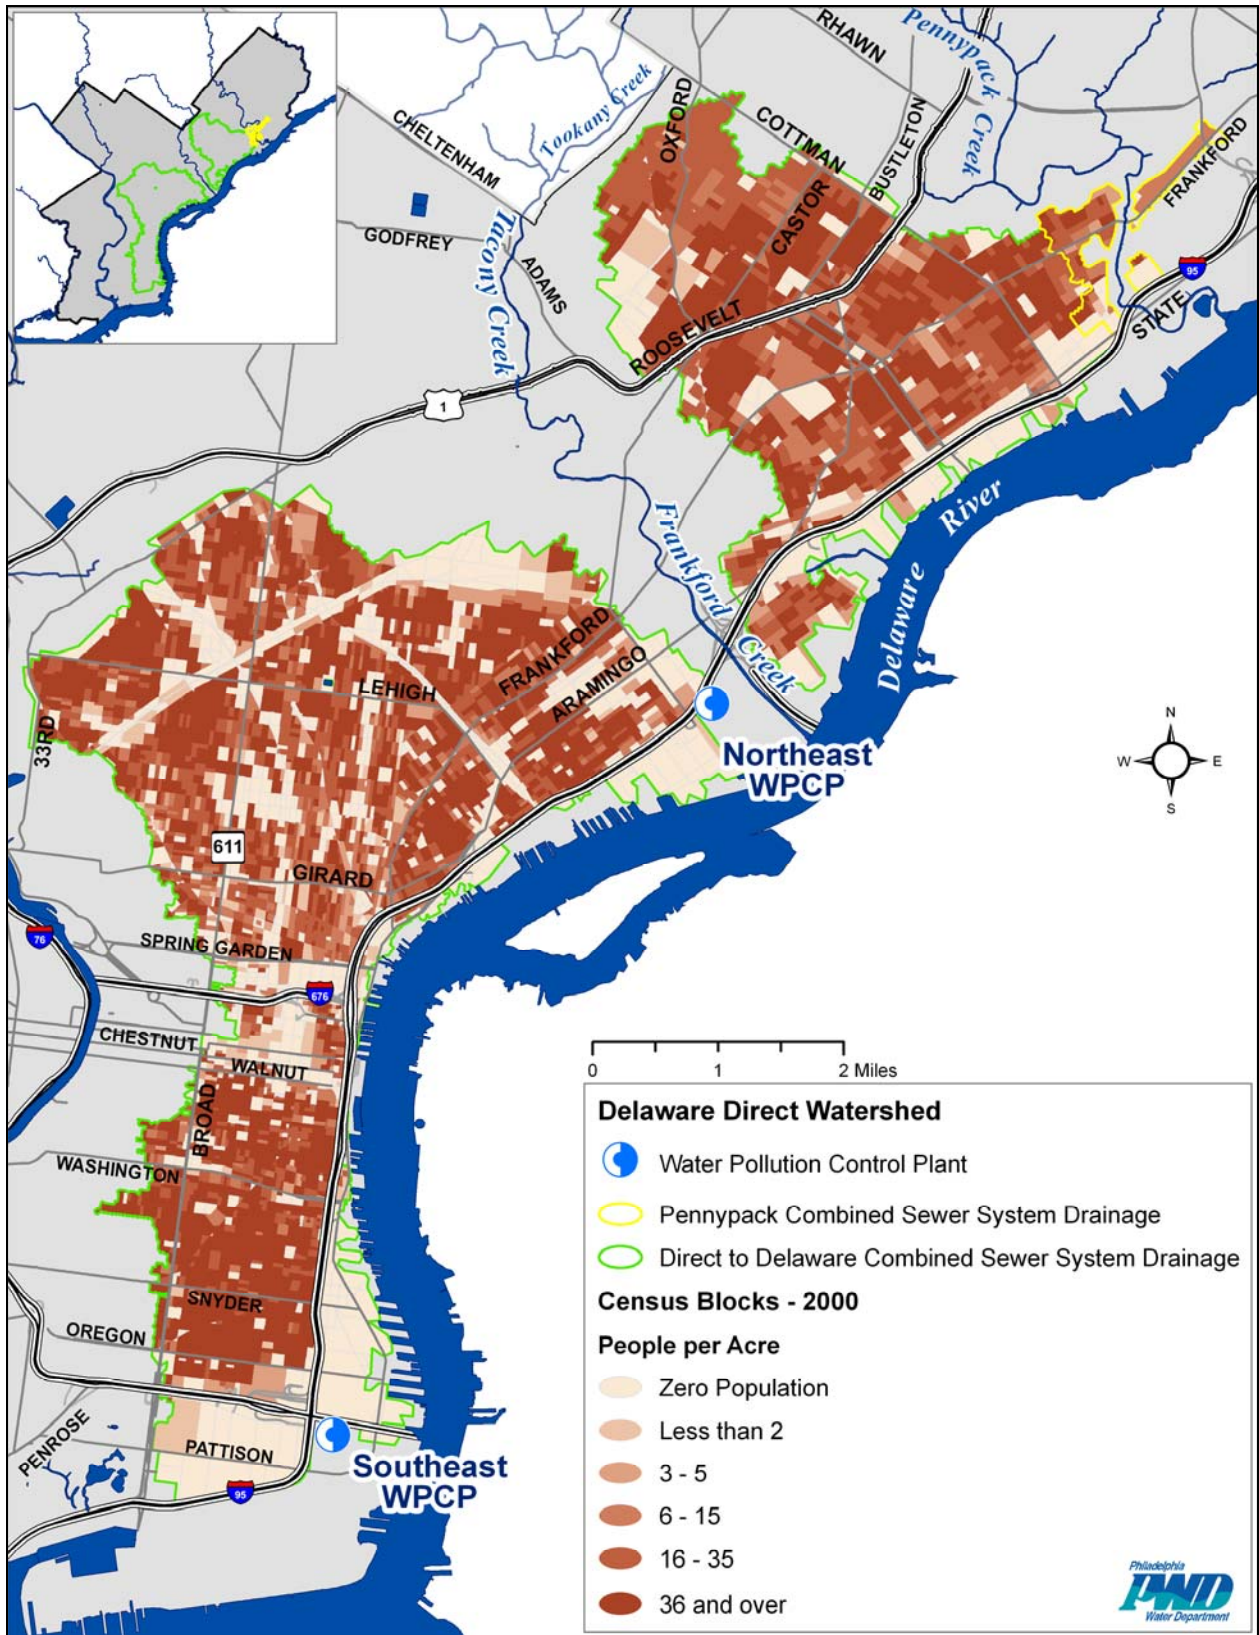 RHAWN
Pennypack Creek
OXFORD
COTTMAN
BUSTLETON
CHELTENHAM
Tookany Creek
CASTOR
FRANKFORD
GODFREY
Tacony Creek
ADAMS
95
STATE
ROOSEVELT
1
Frankford
Creek
Delaware River
FRANKFORD
LEHIGH
ARAMINGO
33RD
Northeast
WPCP
N
W E
S
611
GIRARD
76
SPRING GARDEN
676
CHESTNUT
WALNUT
BROAD
WASHINGTON
SNYDER
OREGON
PENROSE
PATTISON
Southeast
WPCP
95
0 1 2 Miles
Delaware Direct Watershed
Water Pollution Control Plant
Pennypack Combined Sewer System Drainage
Direct to Delaware Combined Sewer System Drainage
Census Blocks - 2000
People per Acre
Zero Population
Less than 2
3 - 5
6 - 15
16 - 35
36 and over
Philadelphia
PWD
Water Department